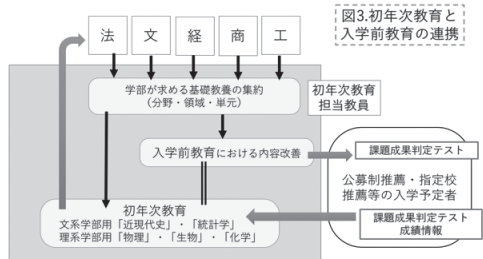 図3.初年次教育と
入学前教育の連携
法 文 経 商 工
学部が求める基礎教養の集約
(分野・領域・単元)
初年次教育
担当教員
入学前教育における内容改善
課題成果判定テスト
公募制推薦・指定校
推薦等の入学予定者
課題成果判定テスト
成績情報
初年次教育
文系学部用「近現代史」・「統計学」
理系学部用「物理」・「生物」・「化学」